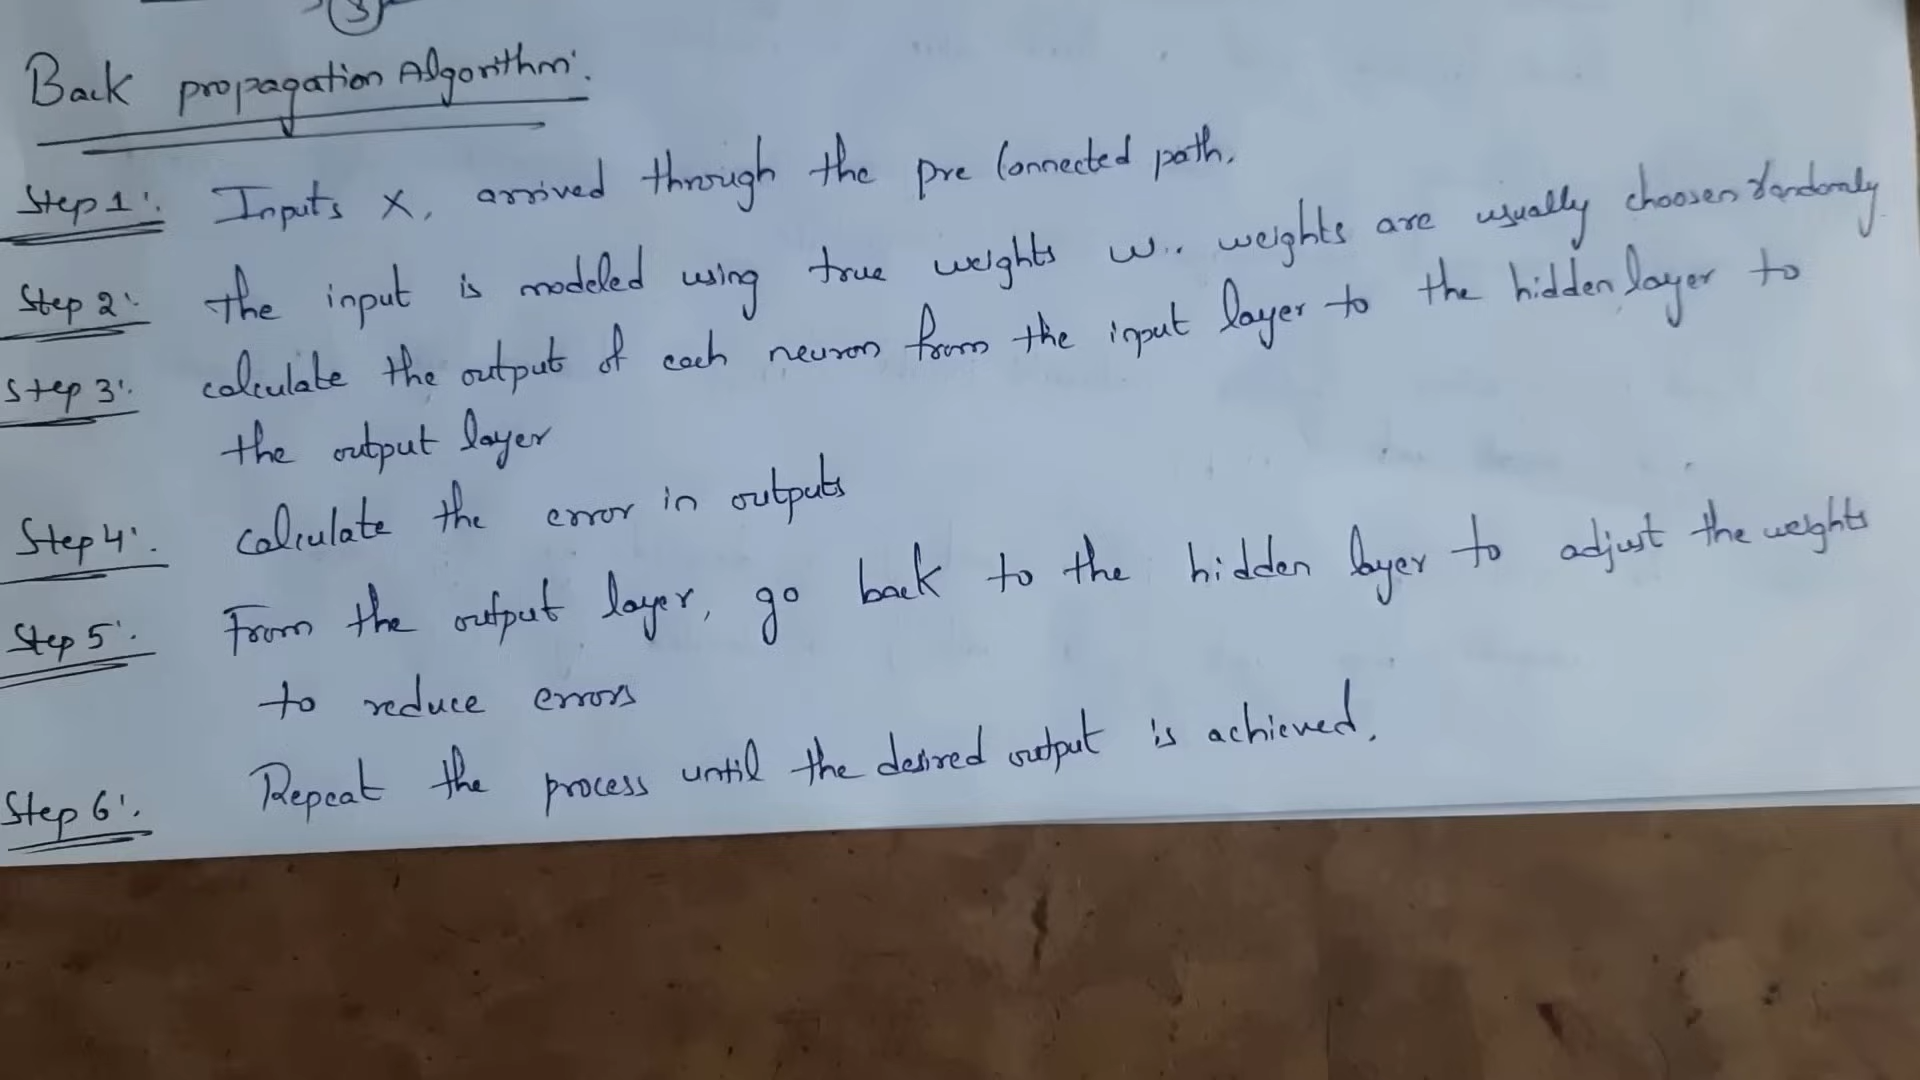 3
Back propagation Algorithm:
Step 1: Inputs X, arrived through the pre connected path.
Step 2: the input is modeled using true weights w.. weights are usually choosen randomly
Step 3: calculate the output of each neuron from the input layer to the hidden layer to
the output layer
Step 4: calculate the error in outputs
Step 5: From the output layer, go back to the hidden layer to adjust the weights
to reduce errors
Step 6: Repeat the process until the desired output is achieved.